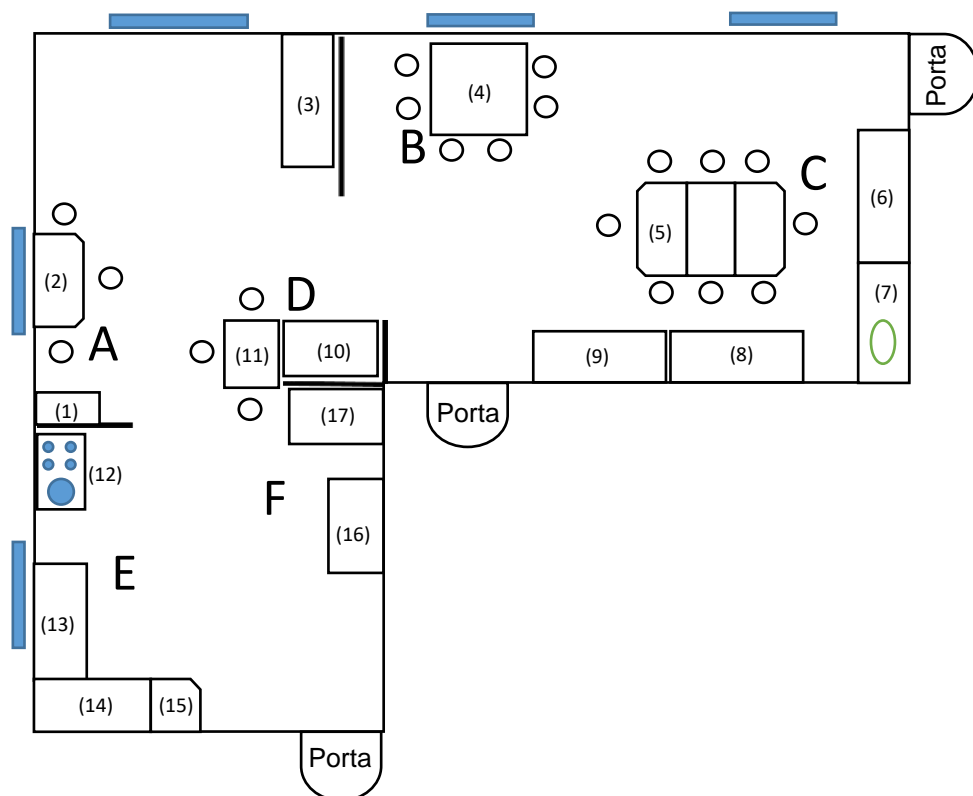 Porta
(3)
(4)
B
C
(6)
(5)
(2)
D
(7)
A
(11)
(10)
(9)
(8)
(1)
(17)
Porta
(12)
F
(16)
E
(13)
(14)
(15)
Porta